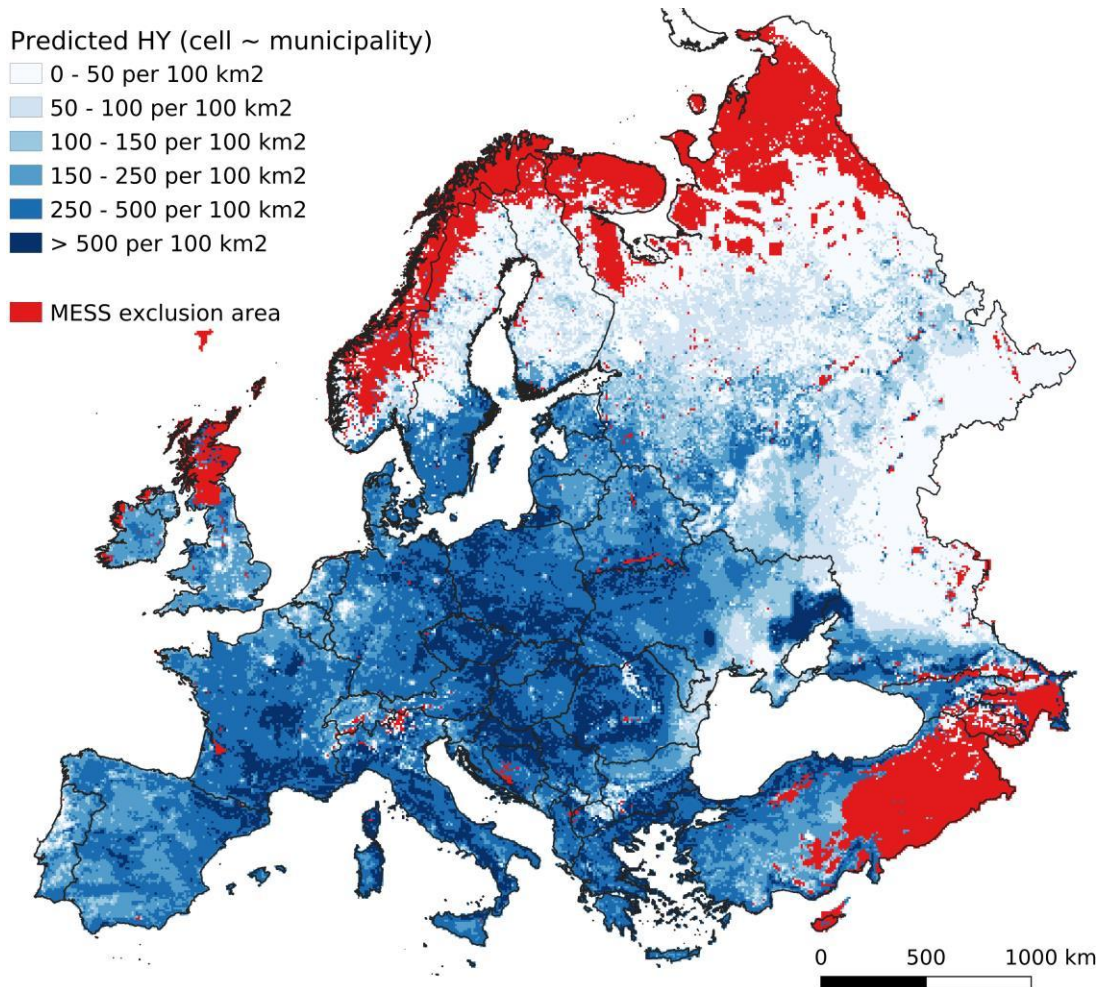 Predicted HY (cell ~ municipality)
0 - 50 per 100 km2
50 - 100 per 100 km2
100 - 150 per 100 km2
150 - 250 per 100 km2
250 - 500 per 100 km2
> 500 per 100 km2
MESS exclusion area
0 500 1000 km